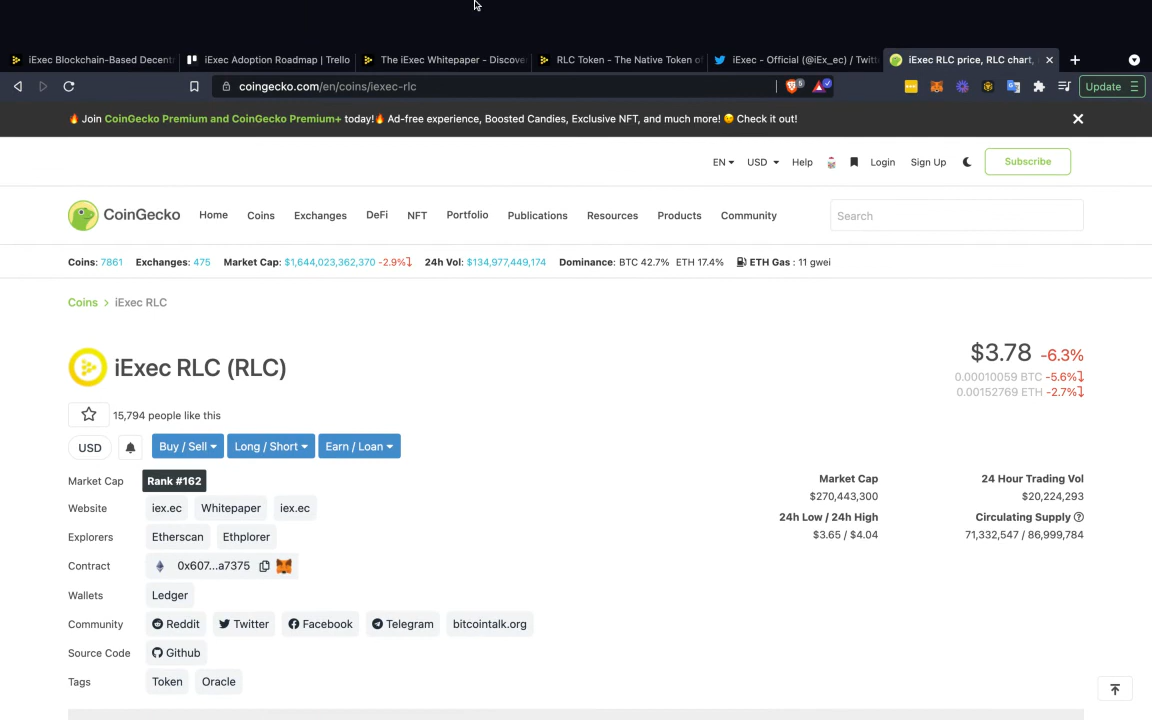 iExec Blockchain-Based Decent
iExec Adoption Roadmap | Trello
The iExec Whitepaper - Discove
RLC Token - The Native Token o
iExec - Official (@iEx_ec) / Twit
iExec RLC price, RLC chart,
coingecko.com/en/coins/iexec-rlc
5
Update
Join CoinGecko Premium and CoinGecko Premium+ today! Ad-free experience, Boosted Candies, Exclusive NFT, and much more! Check it out!
EN USD Help Login Sign Up Subscribe
CoinGecko Home Coins Exchanges DeFi NFT Portfolio Publications Resources Products Community Search
Coins: 7861 Exchanges: 475 Market Cap: $1,644,023,362,370 -2.9% 24h Vol: $134,977,449,174 Dominance: BTC 42.7% ETH 17.4% ETH Gas : 11 gwei
Coins > iExec RLC
iExec RLC (RLC)
$3.78 -6.3%
0.00010059 BTC -5.6%
0.00152769 ETH -2.7%
15,794 people like this
USD Buy / Sell Long / Short Earn / Loan
Market Cap Rank #162
Website iex.ec Whitepaper iex.ec
Explorers Etherscan Ethplorer
Contract 0x607...a7375
Wallets Ledger
Community Reddit Twitter Facebook Telegram bitcointalk.org
Source Code Github
Tags Token Oracle
Market Cap
$270,443,300
24 Hour Trading Vol
$20,224,293
24h Low / 24h High
$3.65 / $4.04
Circulating Supply
71,332,547 / 86,999,784